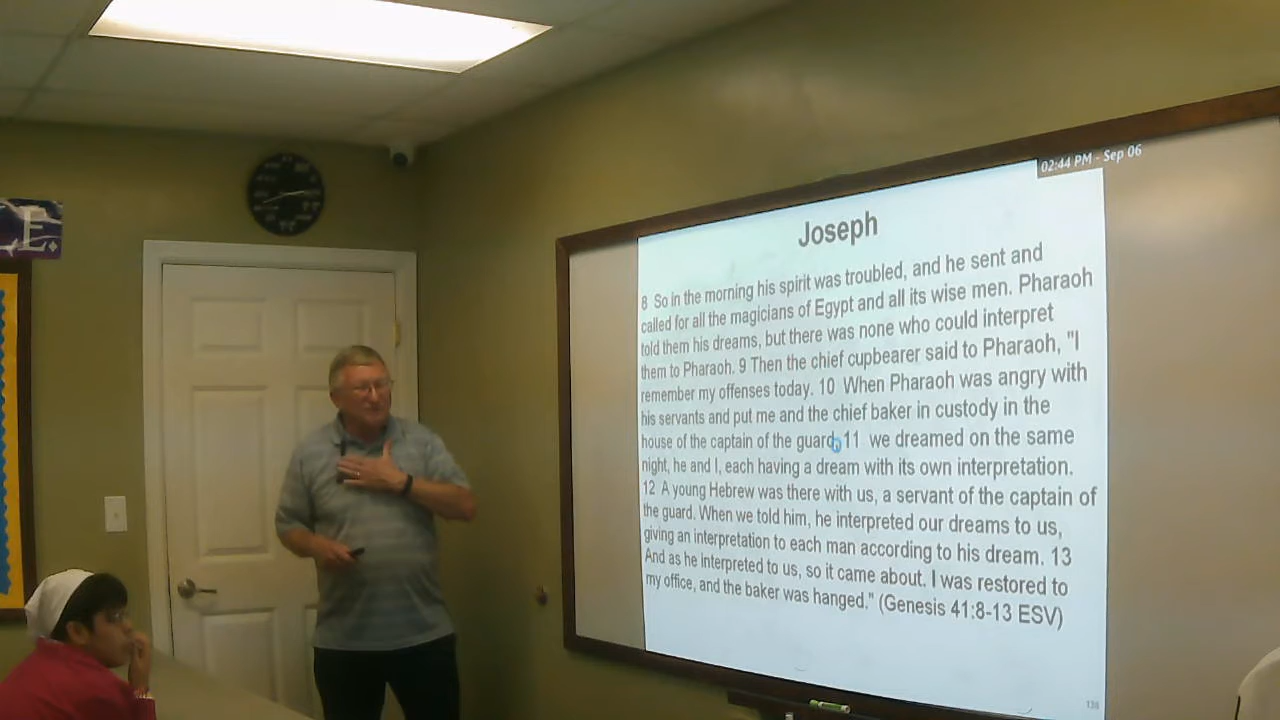 E.
02:44 PM - Sep 06
Joseph
8 So in the morning his spirit was troubled, and he sent and
called for all the magicians of Egypt and all its wise men. Pharaoh
told them his dreams, but there was none who could interpret
them to Pharaoh. 9 Then the chief cupbearer said to Pharaoh, "I
remember my offenses today. 10 When Pharaoh was angry with
his servants and put me and the chief baker in custody in the
house of the captain of the guard, 11 we dreamed on the same
night, he and I, each having a dream with its own interpretation.
12 A young Hebrew was there with us, a servant of the captain of
the guard. When we told him, he interpreted our dreams to us,
giving an interpretation to each man according to his dream. 13
And as he interpreted to us, so it came about. I was restored to
my office, and the baker was hanged." (Genesis 41:8-13 ESV)